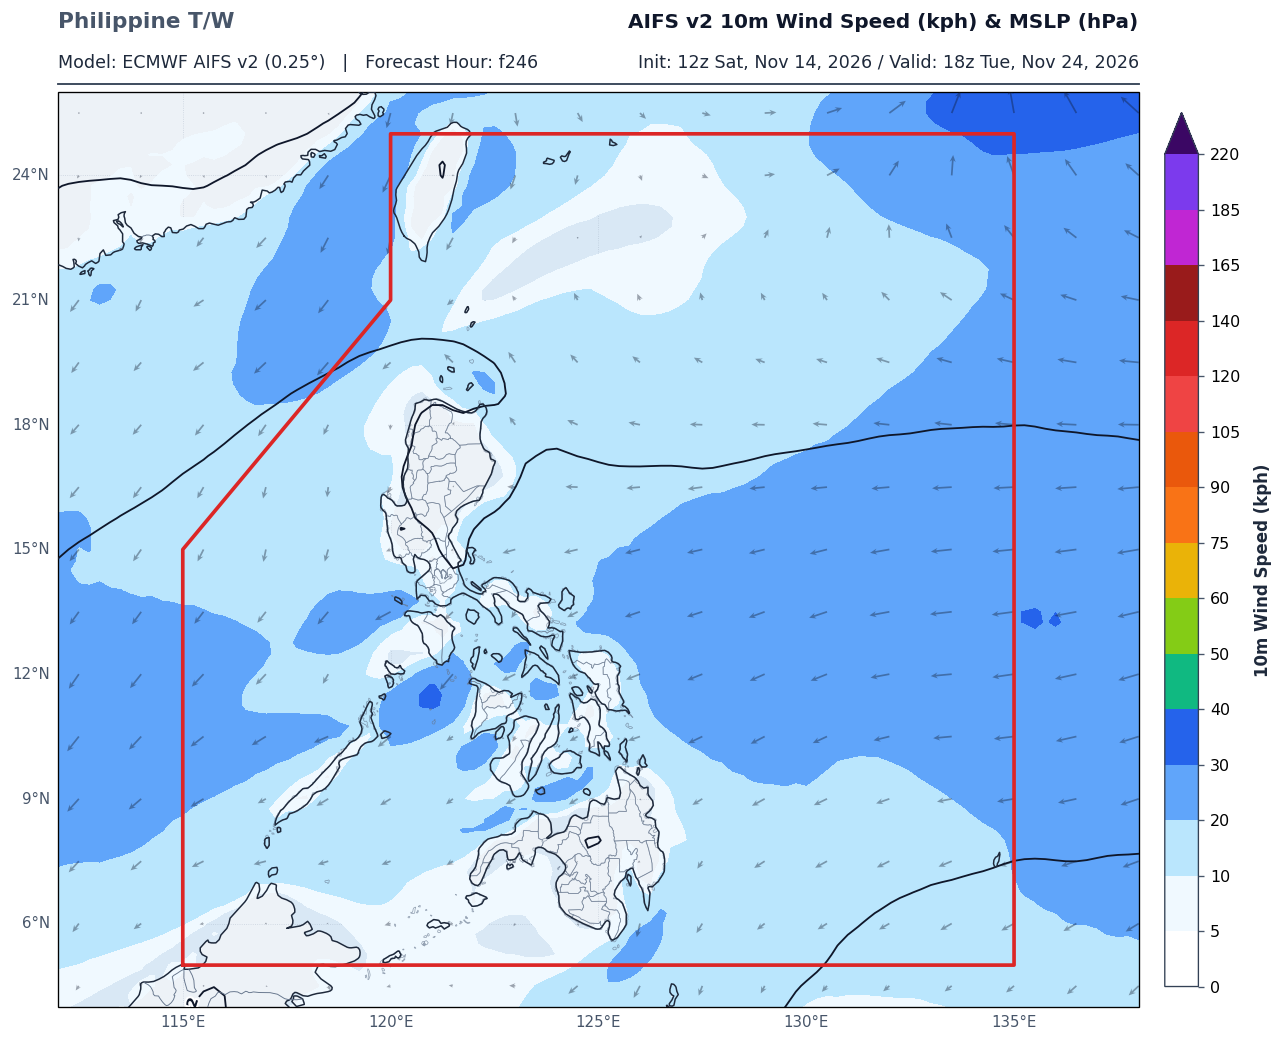 Philippine T/W
AIFS v2 10m Wind Speed (kph) & MSLP (hPa)
Model: ECMWF AIFS v2 (0.25°) | Forecast Hour: f246
Init: 12z Sat, Nov 14, 2026 / Valid: 18z Tue, Nov 24, 2026
24°N
21°N
18°N
15°N
12°N
9°N
6°N
115°E
120°E
125°E
130°E
135°E
220
185
165
140
120
105
90
75
60
50
40
30
20
10
5
0
10m Wind Speed (kph)